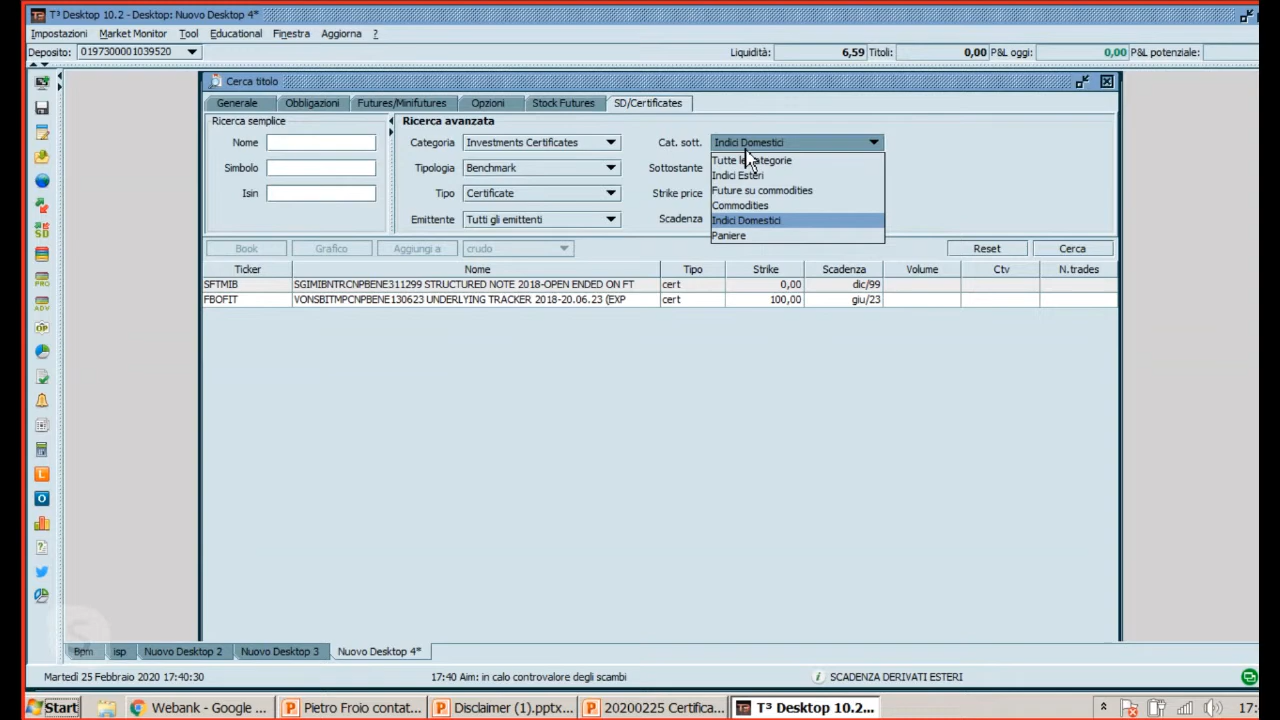 T³ Desktop 10.2 - Desktop: Nuovo Desktop 4*
Impostazioni Market Monitor Tool Educational Finestra Aggiorna ?
Deposito: 0197300001039520 Liquidità: 6,59 Titoli: 0,00 P&L oggi: 0,00 P&L potenziale:
Cerca titolo
Generale Obbligazioni Futures/Minifutures Opzioni Stock Futures SD/Certificates
Ricerca semplice Ricerca avanzata
Nome Categoria Investments Certificates Cat. sott. Indici Domestici
Tutte le categorie
Simbolo Tipologia Benchmark Sottostante
Indici Esteri
Future su commodities
Isin Tipo Certificate Strike price
Commodities
Emittente Tutti gli emittenti Scadenza
Indici Domestici
Paniere
Book Grafico Aggiungi a crudo Reset Cerca
Ticker Nome Tipo Strike Scadenza Volume Ctv N.trades
SFTMIB SGIMIBNTRCNPBENE311299 STRUCTURED NOTE 2018-OPEN ENDED ON FT cert 0,00 dic/99
FBOFIT VONSBITMPCNPBENE130623 UNDERLYING TRACKER 2018-20.06.23 (EXP cert 100,00 giu/23
PRO
ADV
OP
L
O
Bpm isp Nuovo Desktop 2 Nuovo Desktop 3 Nuovo Desktop 4*
Martedì 25 Febbraio 2020 17:40:30 17:40 Aim: in calo controvalore degli scambi SCADENZA DERIVATI ESTERI
Start Webank - Google ... Pietro Froio contat... Disclaimer (1).pptx... 20200225 Certifica... T³ Desktop 10.2... 17: